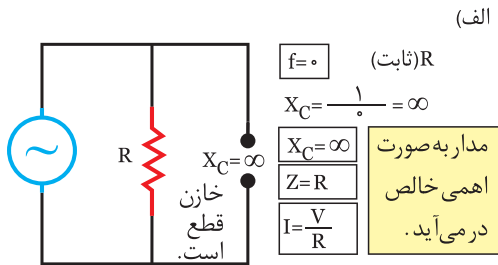 الف)
f=۰
R(ثابت)
X_C=۱/۰=∞
X_C=∞
Z=R
I=V/R
مدار به صورت
اهمی خالص
در می‌آید.
R
X_C=∞
خازن
قطع
است.